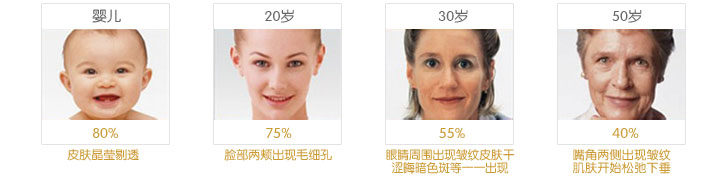 婴儿
80%
皮肤晶莹剔透
20岁
75%
脸部两颊出现毛细孔
30岁
55%
眼睛周围出现皱纹皮肤干
涩晦暗色斑等一一出现
50岁
40%
嘴角两侧出现皱纹
肌肤开始松弛下垂